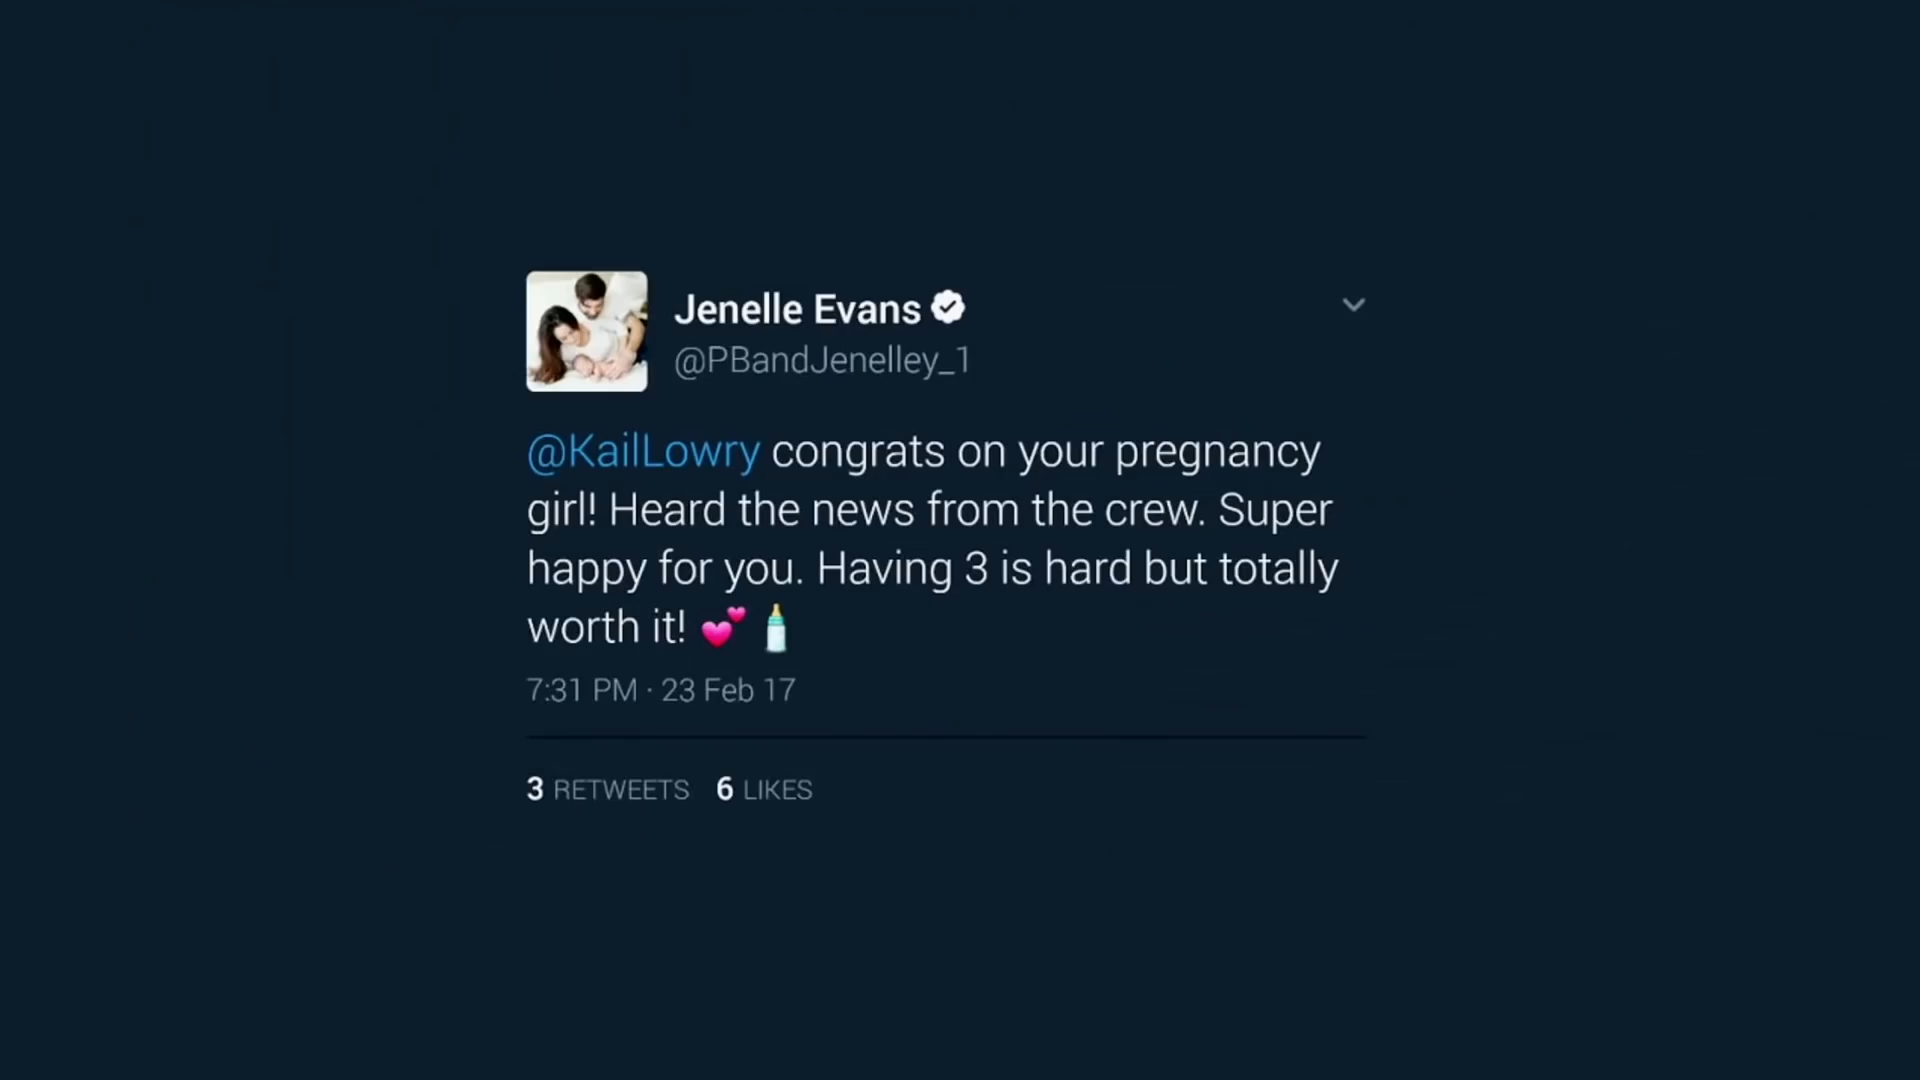 Jenelle Evans
@PBandJenelley_1
@KailLowry congrats on your pregnancy
girl! Heard the news from the crew. Super
happy for you. Having 3 is hard but totally
worth it! 💕 🍼
7:31 PM · 23 Feb 17
3 RETWEETS 6 LIKES